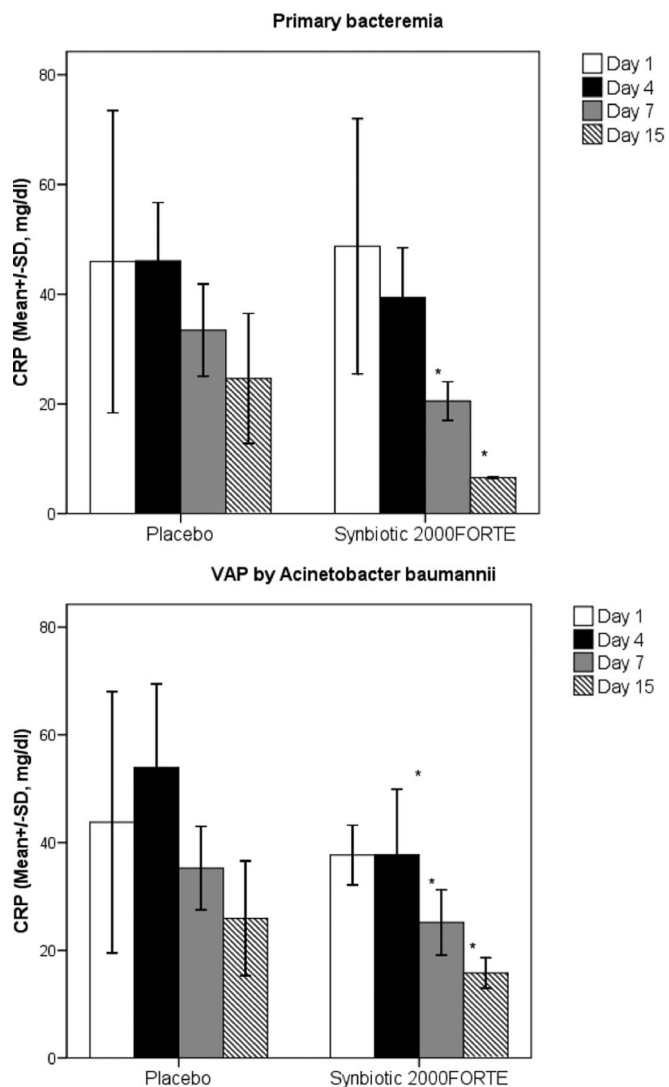 Primary bacteremia
Day 1
Day 4
Day 7
Day 15
CRP (Mean+/-SD, mg/dl)
80
60
40
20
0
*
*
Placebo
Synbiotic 2000FORTE
VAP by Acinetobacter baumannii
Day 1
Day 4
Day 7
Day 15
CRP (Mean+/-SD, mg/dl)
80
60
40
20
0
*
*
*
Placebo
Synbiotic 2000FORTE